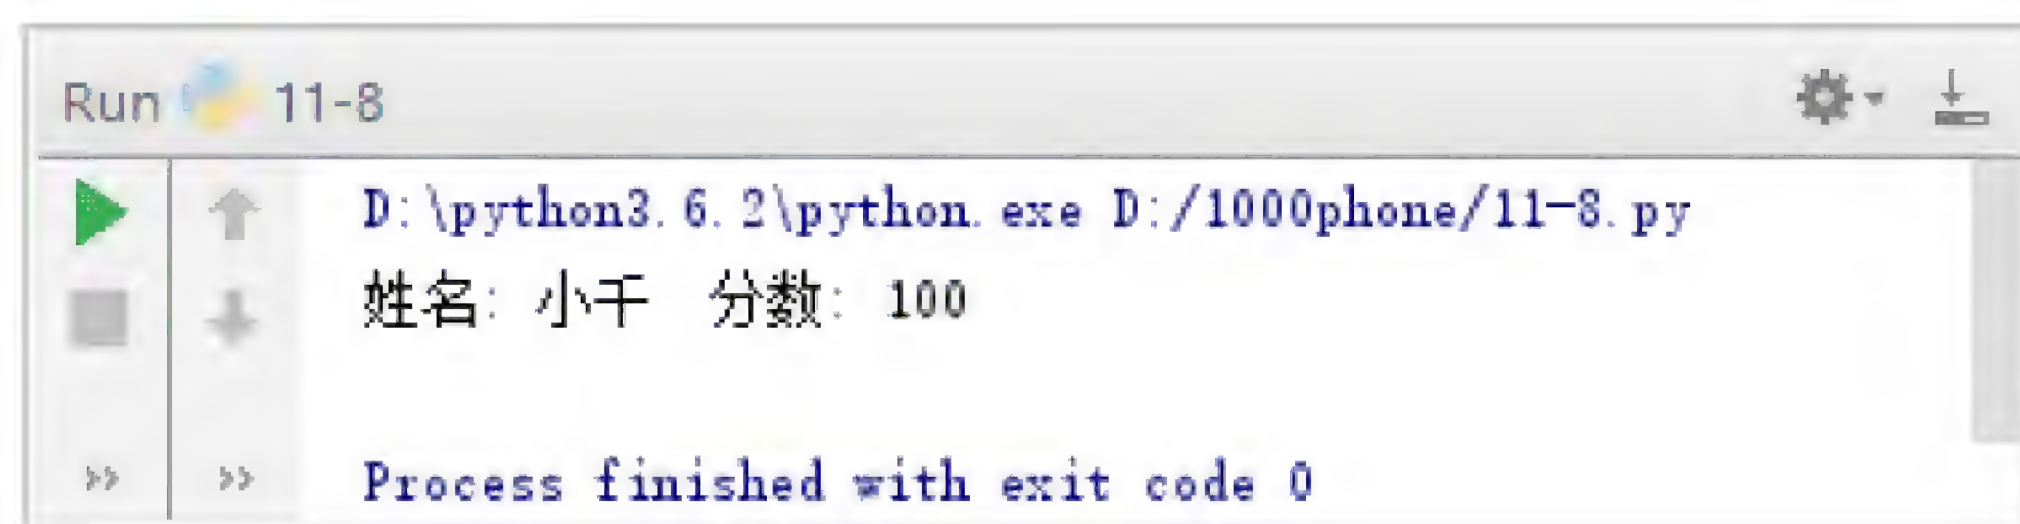 Run 11-8
D:\python3.6.2\python.exe D:/1000phone/11-8.py
姓名: 小千 分数: 100
Process finished with exit code 0